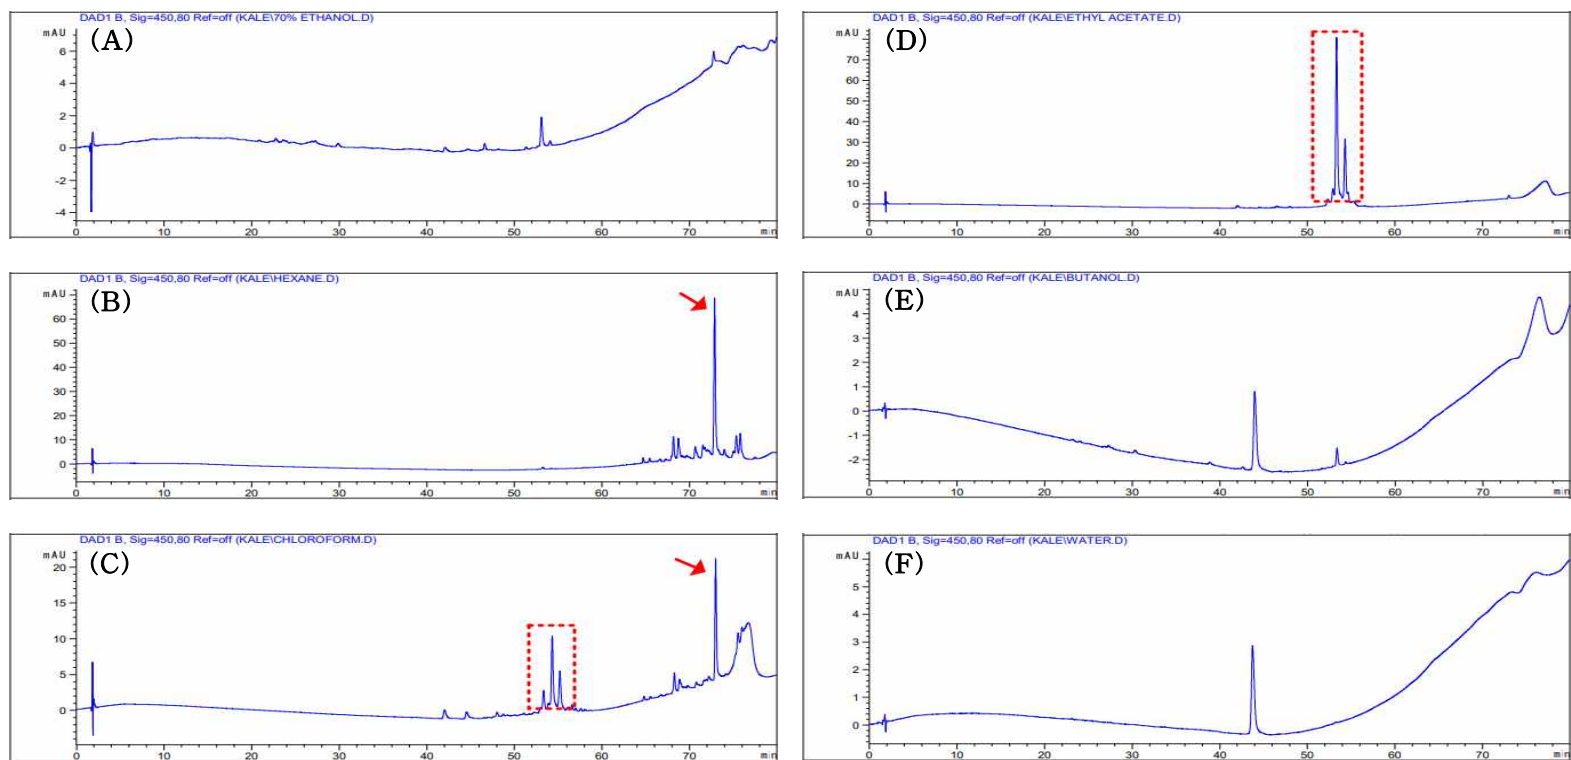 DAD1 B, Sig=450,80 Ref=off (KALE\70% ETHANOL.D)
mAU
(A)
6
4
2
0
-2
-4
0 10 20 30 40 50 60 70 min
DAD1 B, Sig=450,80 Ref=off (KALE\HEXANE.D)
mAU
(B)
60
50
40
30
20
10
0
0 10 20 30 40 50 60 70 min
DAD1 B, Sig=450,80 Ref=off (KALE\CHLOROFORM.D)
mAU
(C)
20
15
10
5
0
0 10 20 30 40 50 60 70 min
DAD1 B, Sig=450,80 Ref=off (KALE\ETHYL ACETATE.D)
mAU
(D)
70
60
50
40
30
20
10
0
0 10 20 30 40 50 60 70 min
DAD1 B, Sig=450,80 Ref=off (KALE\BUTANOL.D)
mAU
(E)
4
3
2
1
0
-1
-2
0 10 20 30 40 50 60 70 min
DAD1 B, Sig=450,80 Ref=off (KALE\WATER.D)
mAU
(F)
5
4
3
2
1
0
0 10 20 30 40 50 60 70 min